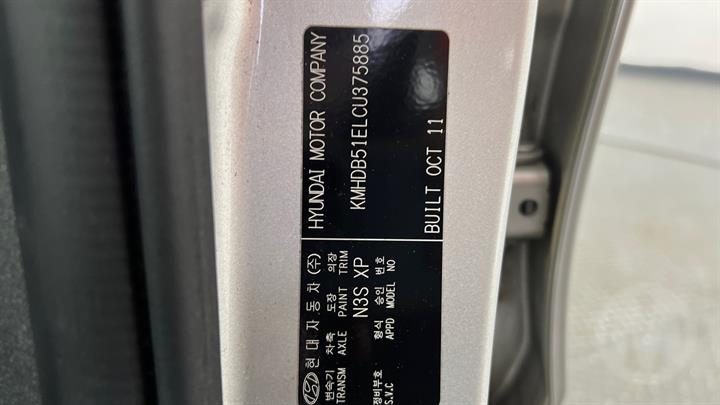 현대자동차(주) HYUNDAI MOTOR COMPANY
변속기 차축 도장 의장
TRANSM AXLE PAINT TRIM
KMHDB51ELCU375885
N3S XP
정비부호 형식 승인 번호
S.V.C APPD MODEL NO
BUILT OCT 11